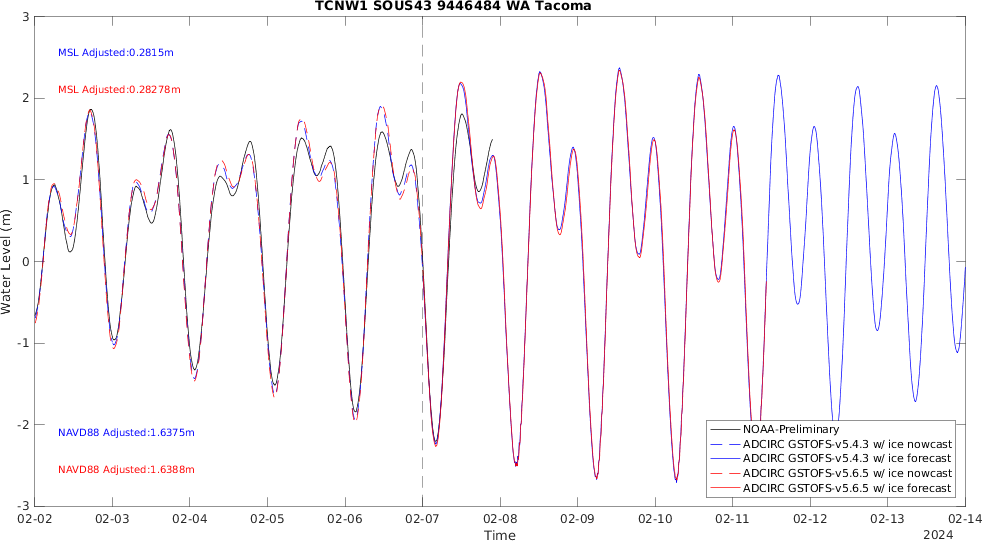 TCNW1 SOUS43 9446484 WA Tacoma
3
2
1
0
-1
-2
-3
Water Level (m)
MSL Adjusted:0.2815m
MSL Adjusted:0.28278m
NAVD88 Adjusted:1.6375m
NAVD88 Adjusted:1.6388m
NOAA-Preliminary
ADCIRC GSTOFS-v5.4.3 w/ ice nowcast
ADCIRC GSTOFS-v5.4.3 w/ ice forecast
ADCIRC GSTOFS-v5.6.5 w/ ice nowcast
ADCIRC GSTOFS-v5.6.5 w/ ice forecast
02-02 02-03 02-04 02-05 02-06 02-07 02-08 02-09 02-10 02-11 02-12 02-13 02-14
Time
2024